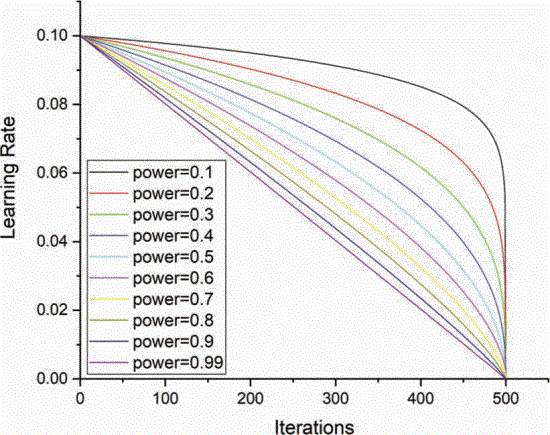 0.10
0.08
0.06
0.04
0.02
0.00
Learning Rate
power=0.1
power=0.2
power=0.3
power=0.4
power=0.5
power=0.6
power=0.7
power=0.8
power=0.9
power=0.99
0 100 200 300 400 500
Iterations